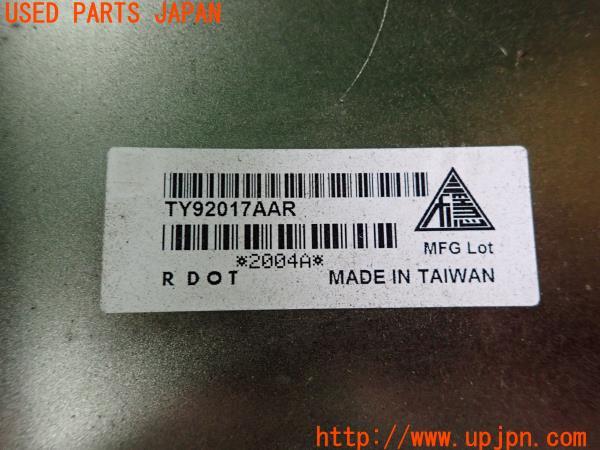 USED PARTS JAPAN
TY92017AAR
*2004A*
MFG Lot
R DOT
MADE IN TAIWAN
http://www.upjpn.com/